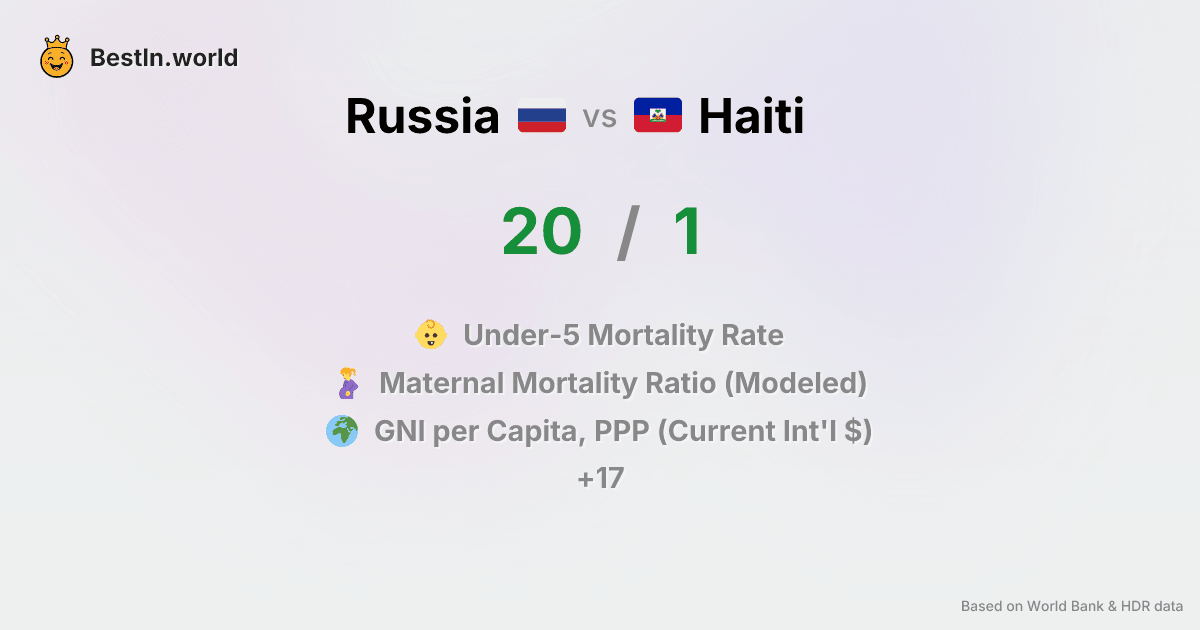 BestIn.world
Russia vs Haiti
20 / 1
Under-5 Mortality Rate
Maternal Mortality Ratio (Modeled)
GNI per Capita, PPP (Current Int'l $)
+17
Based on World Bank & HDR data